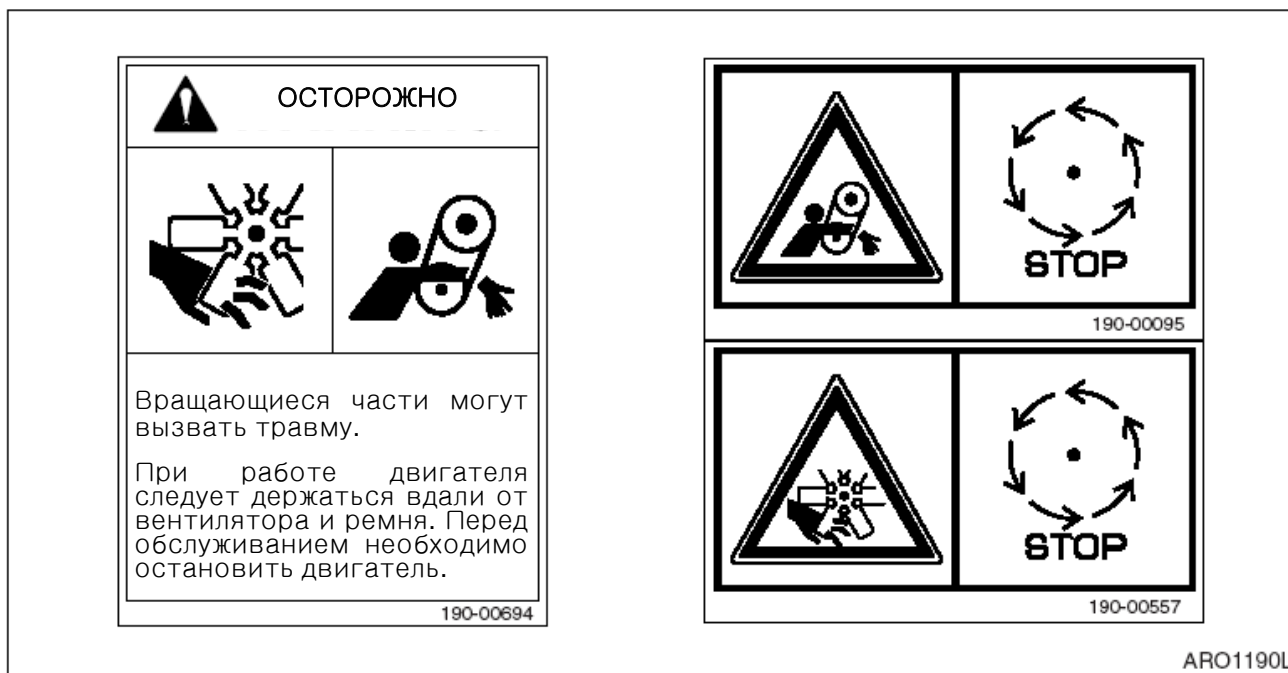 ОСТОРОЖНО
Вращающиеся части могут
вызвать травму.
При работе двигателя
следует держаться вдали от
вентилятора и ремня. Перед
обслуживанием необходимо
остановить двигатель.
190-00694
STOP
190-00095
STOP
190-00557
ARO1190L